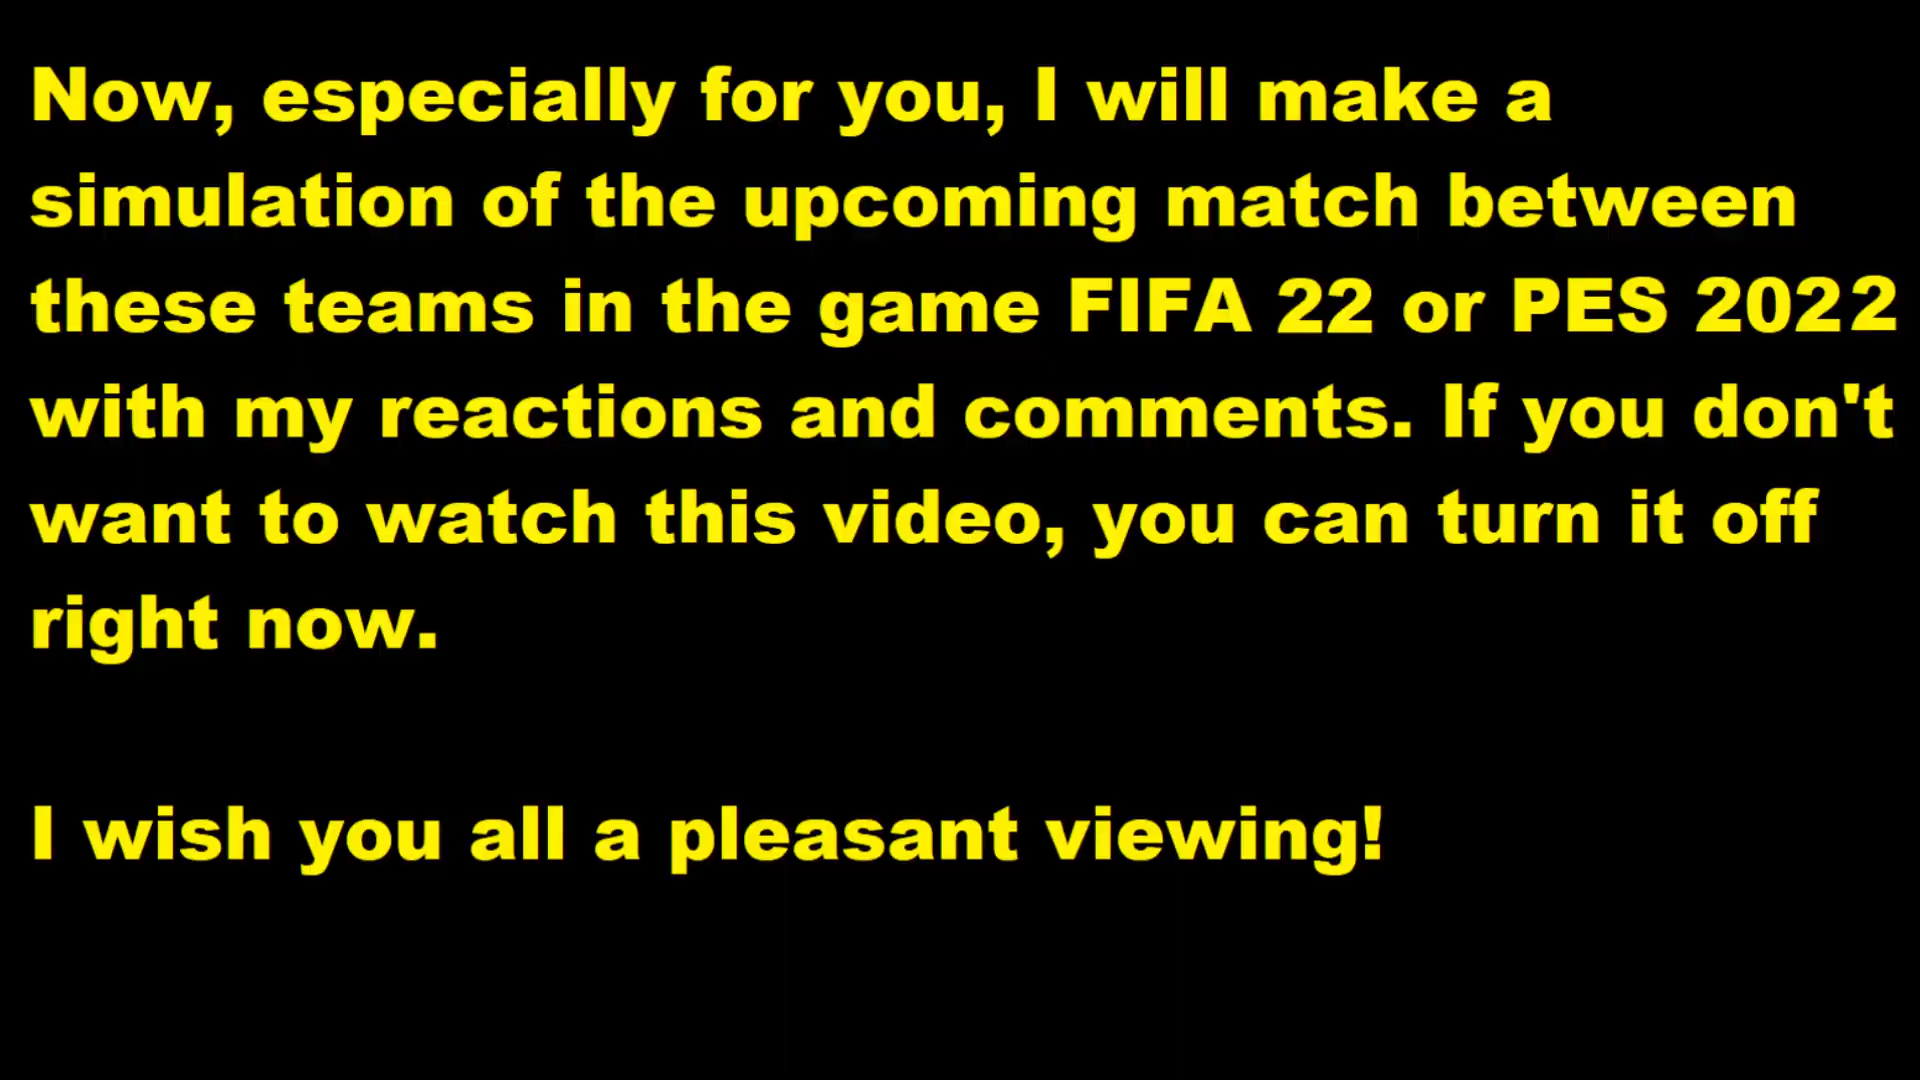 Now, especially for you, I will make a
simulation of the upcoming match between
these teams in the game FIFA 22 or PES 2022
with my reactions and comments. If you don't
want to watch this video, you can turn it off
right now.
I wish you all a pleasant viewing!